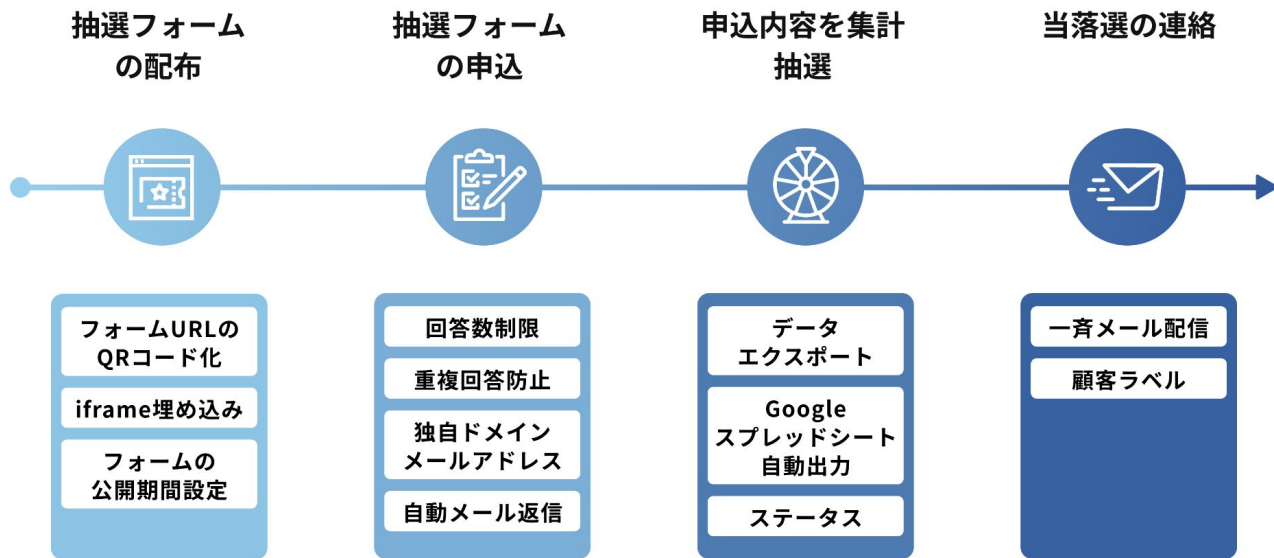 抽選フォーム
の配布
抽選フォーム
の申込
申込内容を集計
抽選
当落選の連絡
フォームURLの
QRコード化
iframe埋め込み
フォームの
公開期間設定
回答数制限
重複回答防止
独自ドメイン
メールアドレス
自動メール返信
データ
エクスポート
Google
スプレッドシート
自動出力
ステータス
一斉メール配信
顧客ラベル